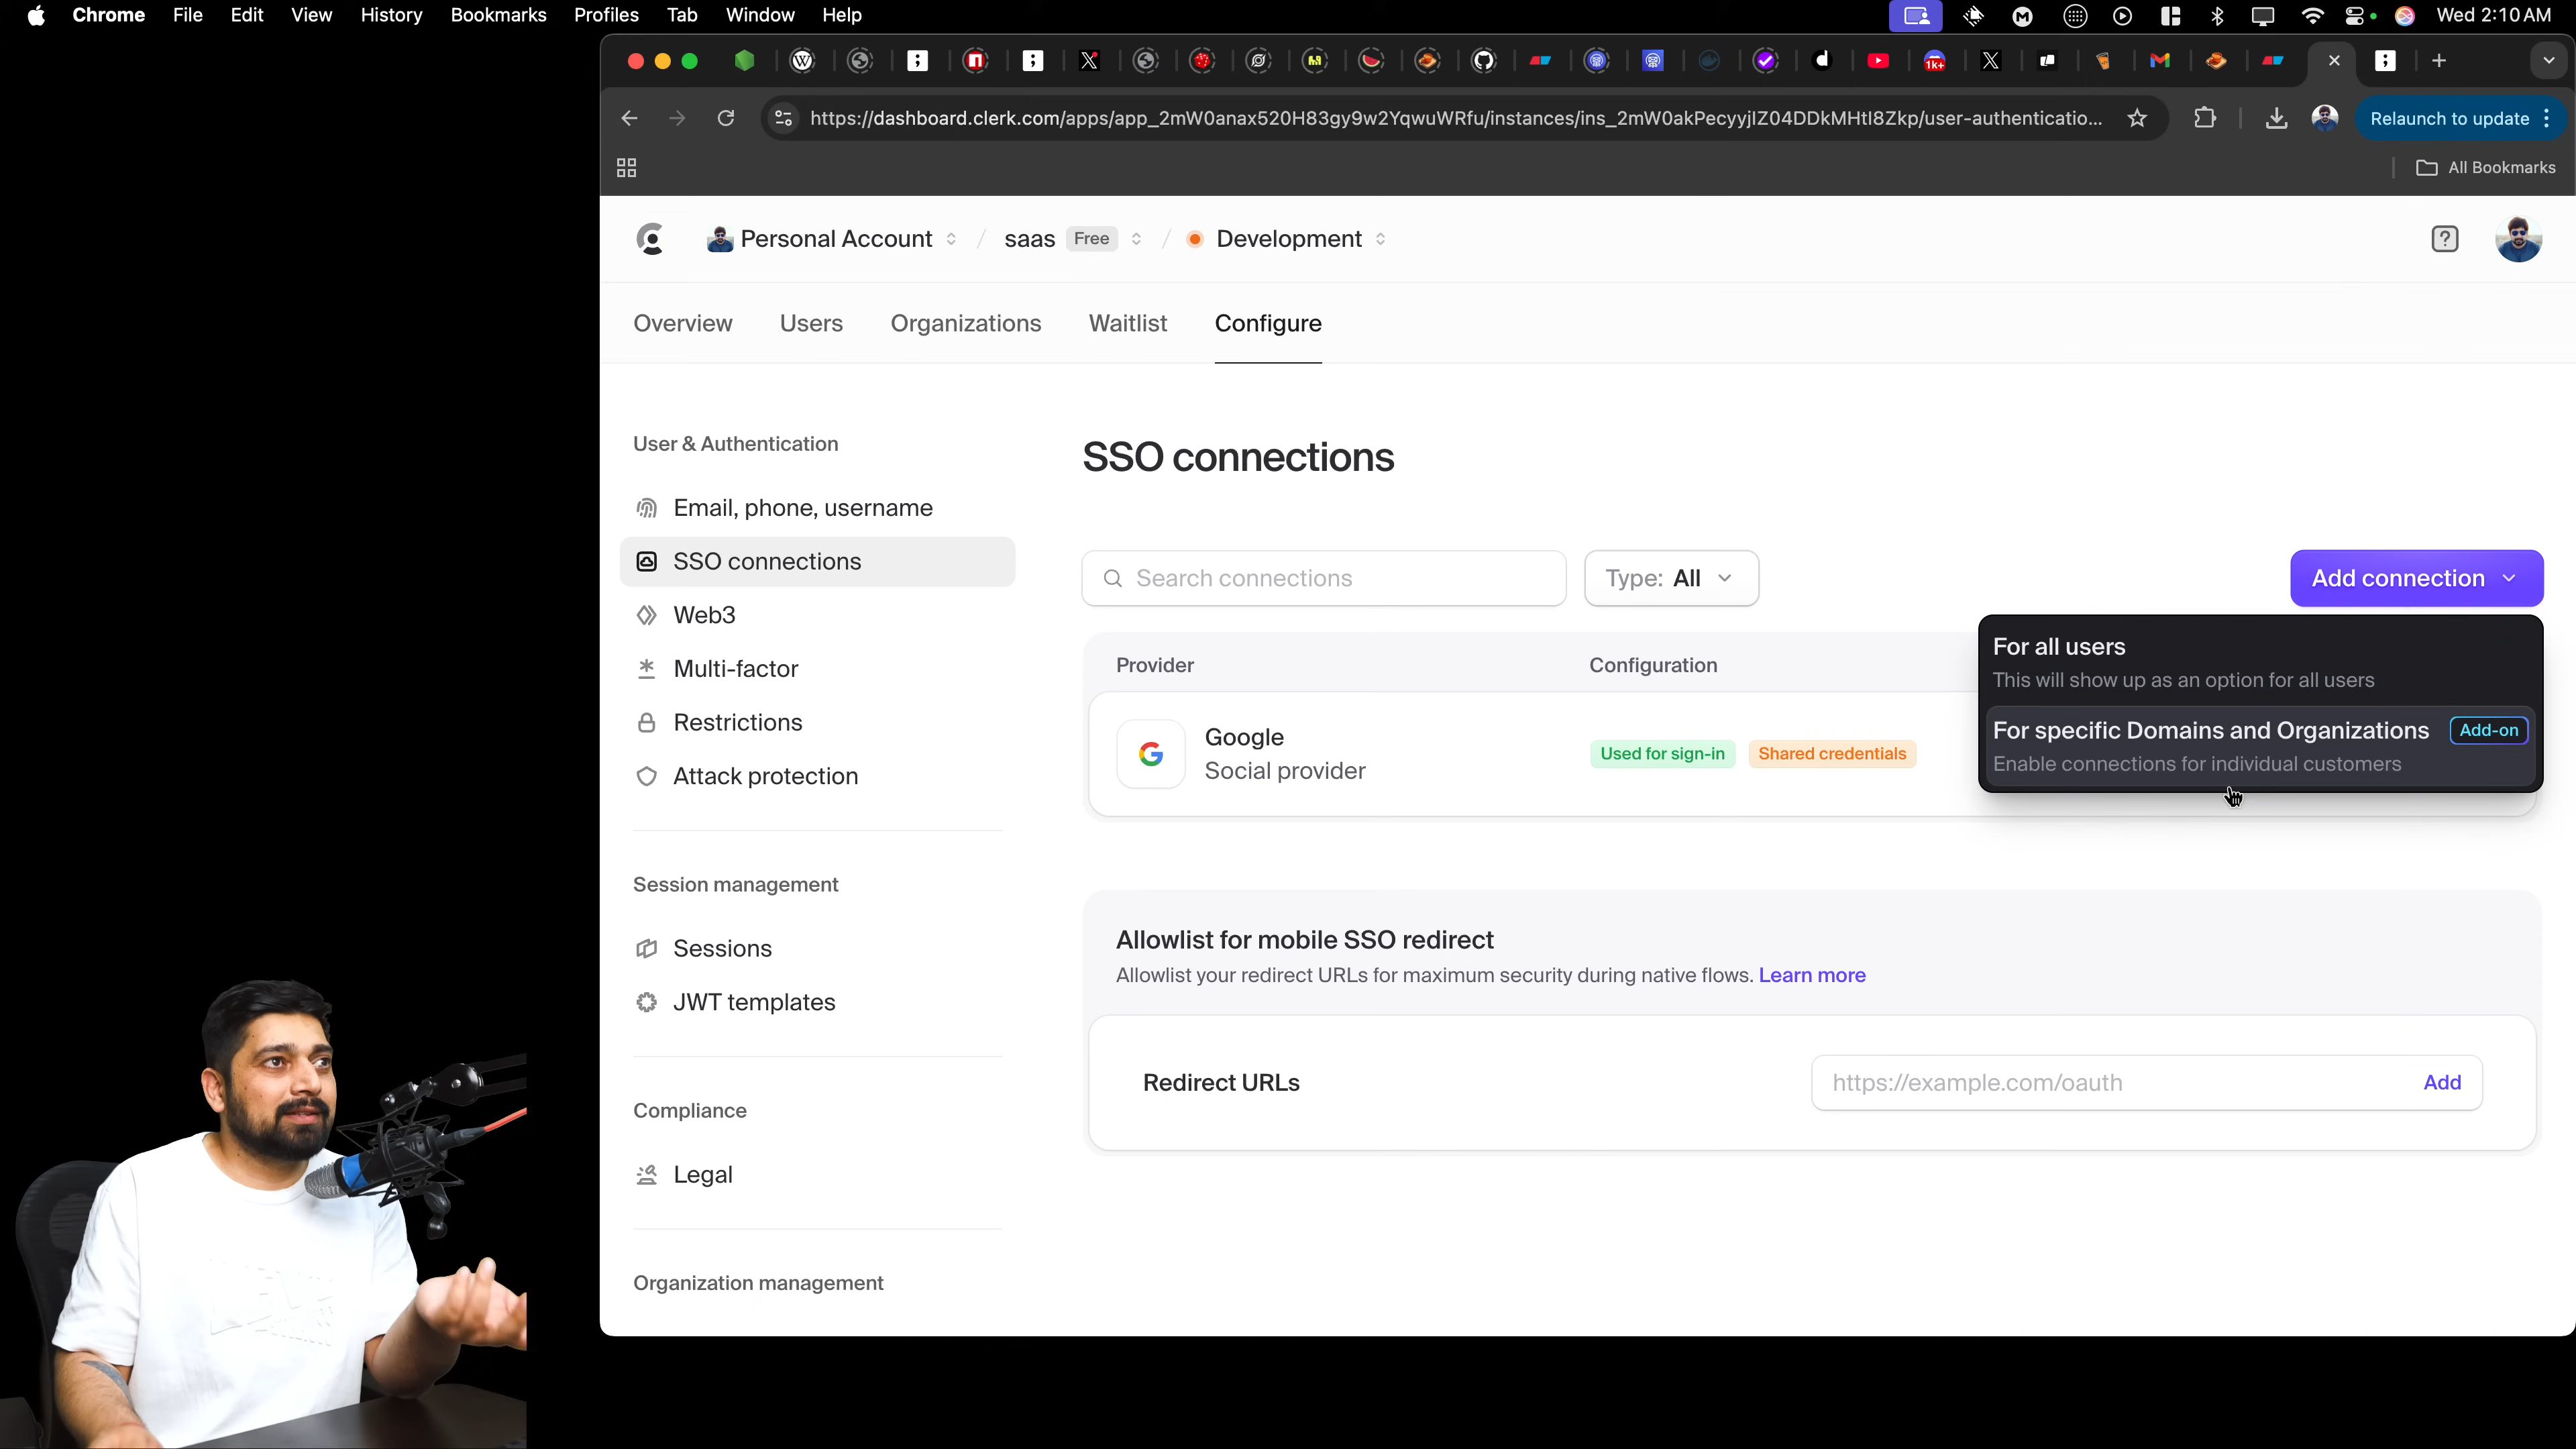 Chrome File Edit View History Bookmarks Profiles Tab Window Help Wed 2:10 AM
1k+
https://dashboard.clerk.com/apps/app_2mW0anax520H83gy9w2YqwuWRfu/instances/ins_2mW0akPecyyjIZ04DDkMHtI8Zkp/user-authenticatio... Relaunch to update
All Bookmarks
Personal Account / saas Free / Development
Overview Users Organizations Waitlist Configure
User & Authentication
Email, phone, username
SSO connections
Web3
Multi-factor
Restrictions
Attack protection
Session management
Sessions
JWT templates
Compliance
Legal
Organization management
SSO connections
Search connections Type: All Add connection
For all users
This will show up as an option for all users
For specific Domains and Organizations Add-on
Enable connections for individual customers
Provider Configuration
Google
Social provider
Used for sign-in Shared credentials
Allowlist for mobile SSO redirect
Allowlist your redirect URLs for maximum security during native flows. Learn more
Redirect URLs https://example.com/oauth Add